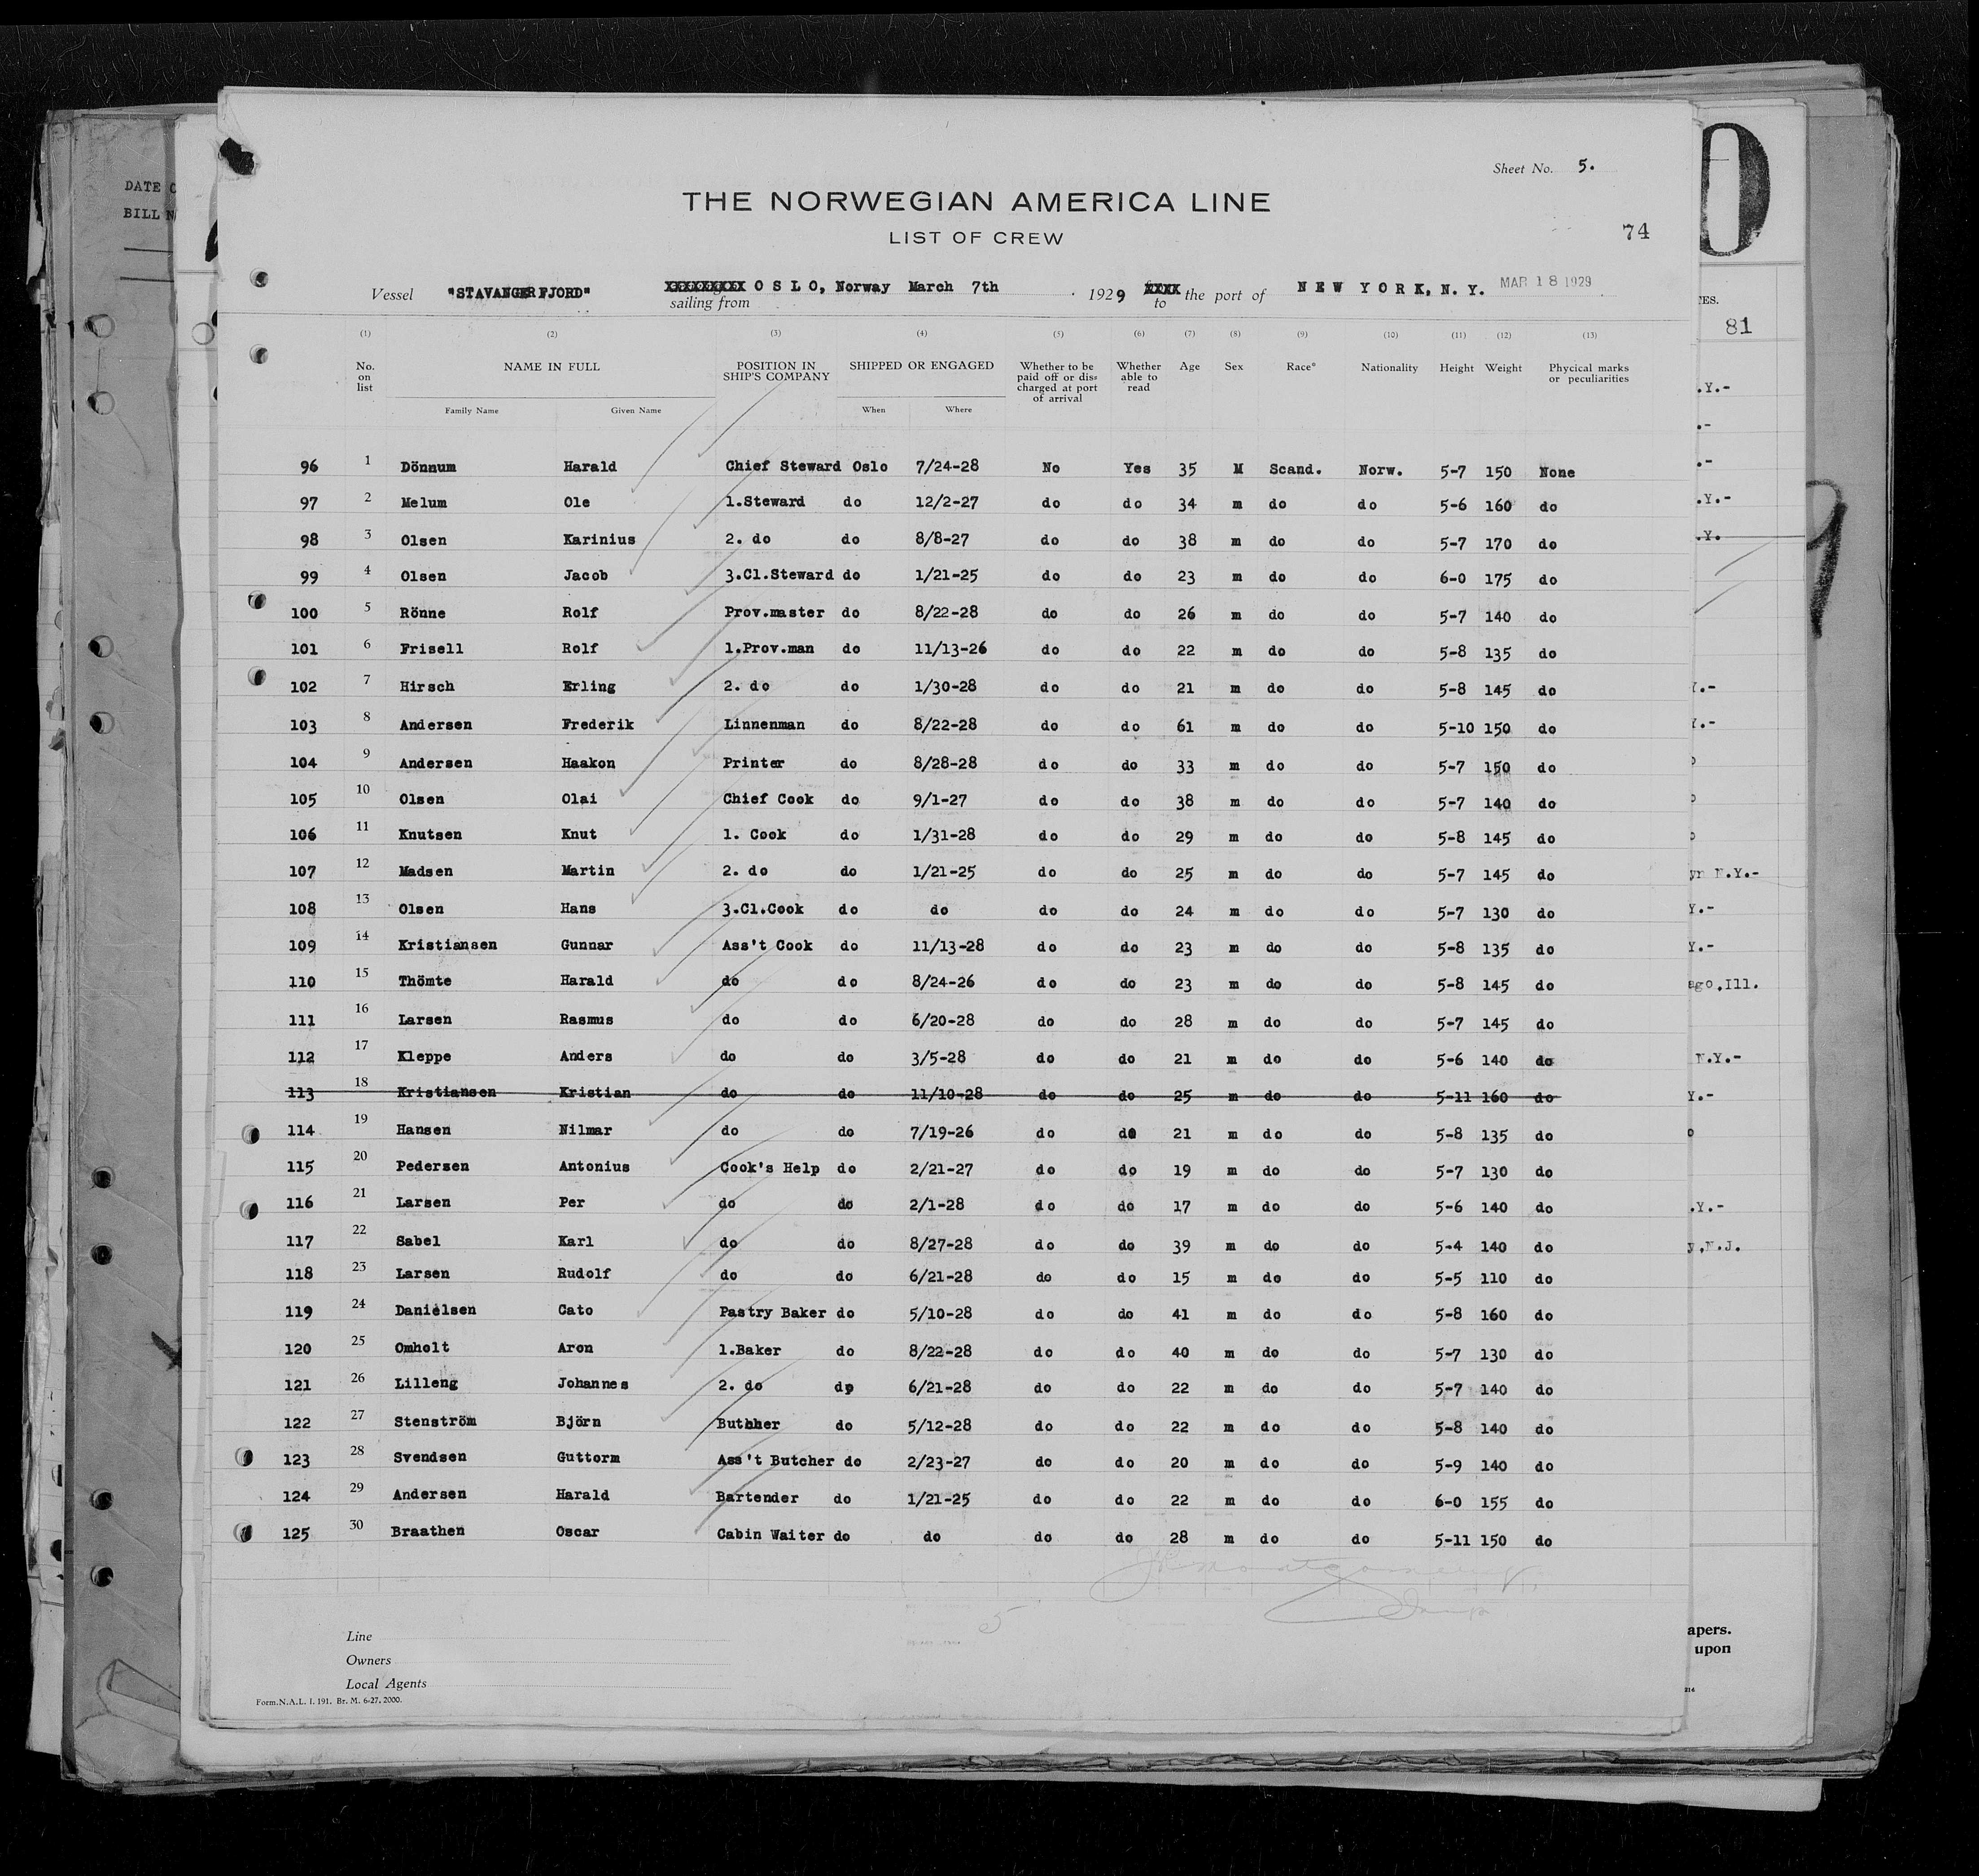 DATE
BILL
Sheet No. 5.
THE NORWEGIAN AMERICA LINE
LIST OF CREW
74
Vessel "STAVANGERFJORD" XXXXXXXXX O S L O, Norway March 7th 1929 XXXX the port of N E W Y O R K, N. Y. MAR 18 1929
sailing from to
81
(1) (2) (3) (4) (5) (6) (7) (8) (9) (10) (11) (12) (13)
No. on list NAME IN FULL POSITION IN SHIP'S COMPANY SHIPPED OR ENGAGED Whether to be paid off or discharged at port of arrival Whether able to read Age Sex Race* Nationality Height Weight Physical marks or peculiarities
Family Name Given Name When Where
96 1 Dönnum Harald Chief Steward Oslo 7/24-28 No Yes 35 M Scand. Norw. 5-7 150 None
97 2 Melum Ole 1.Steward do 12/2-27 do do 34 m do do 5-6 160 do
98 3 Olsen Karinius 2. do do 8/8-27 do do 38 m do do 5-7 170 do
99 4 Olsen Jacob 3.Cl.Steward do 1/21-25 do do 23 m do do 6-0 175 do
100 5 Rönne Rolf Prov.master do 8/22-28 do do 26 m do do 5-7 140 do
101 6 Frisell Rolf 1.Prov.man do 11/13-26 do do 22 m do do 5-8 135 do
102 7 Hirsch Erling 2. do do 1/30-28 do do 21 m do do 5-8 145 do
103 8 Andersen Frederik Linnenman do 8/22-28 do do 61 m do do 5-10 150 do
104 9 Andersen Haakon Printer do 8/28-28 do do 33 m do do 5-7 150 do
105 10 Olsen Olai Chief Cook do 9/1-27 do do 38 m do do 5-7 140 do
106 11 Knutsen Knut 1. Cook do 1/31-28 do do 29 m do do 5-8 145 do
107 12 Madsen Martin 2. do do 1/21-25 do do 25 m do do 5-7 145 do
108 13 Olsen Hans 3.Cl.Cook do do do do 24 m do do 5-7 130 do
109 14 Kristiansen Gunnar Ass't Cook do 11/13-28 do do 23 m do do 5-8 135 do
110 15 Thömte Harald do do 8/24-26 do do 23 m do do 5-8 145 do
111 16 Larsen Rasmus do do 6/20-28 do do 28 m do do 5-7 145 do
112 17 Kleppe Anders do do 3/5-28 do do 21 m do do 5-6 140 do
113 18 Kristiansen Kristian do do 11/10-28 do do 25 m do do 5-11 160 do
114 19 Hansen Nilmar do do 7/19-26 do do 21 m do do 5-8 135 do
115 20 Pedersen Antonius Cook's Help do 2/21-27 do do 19 m do do 5-7 130 do
116 21 Larsen Per do do 2/1-28 do do 17 m do do 5-6 140 do
117 22 Sabel Karl do do 8/27-28 do do 39 m do do 5-4 140 do
118 23 Larsen Rudolf do do 6/21-28 do do 15 m do do 5-5 110 do
119 24 Danielsen Cato Pastry Baker do 5/10-28 do do 41 m do do 5-8 160 do
120 25 Omholt Aron 1.Baker do 8/22-28 do do 40 m do do 5-7 130 do
121 26 Lilleng Johannes 2. do do 6/21-28 do do 22 m do do 5-7 140 do
122 27 Stenström Björn Butcher do 5/12-28 do do 22 m do do 5-8 140 do
123 28 Svendsen Guttorm Ass't Butcher do 2/23-27 do do 20 m do do 5-9 140 do
124 29 Andersen Harald Bartender do 1/21-25 do do 22 m do do 6-0 155 do
125 30 Braathen Oscar Cabin Waiter do do do do 28 m do do 5-11 150 do
5
Line
Owners
Local Agents
Form.N.A.L. I. 191. Br. M. 6-27, 2000.
apers.
upon